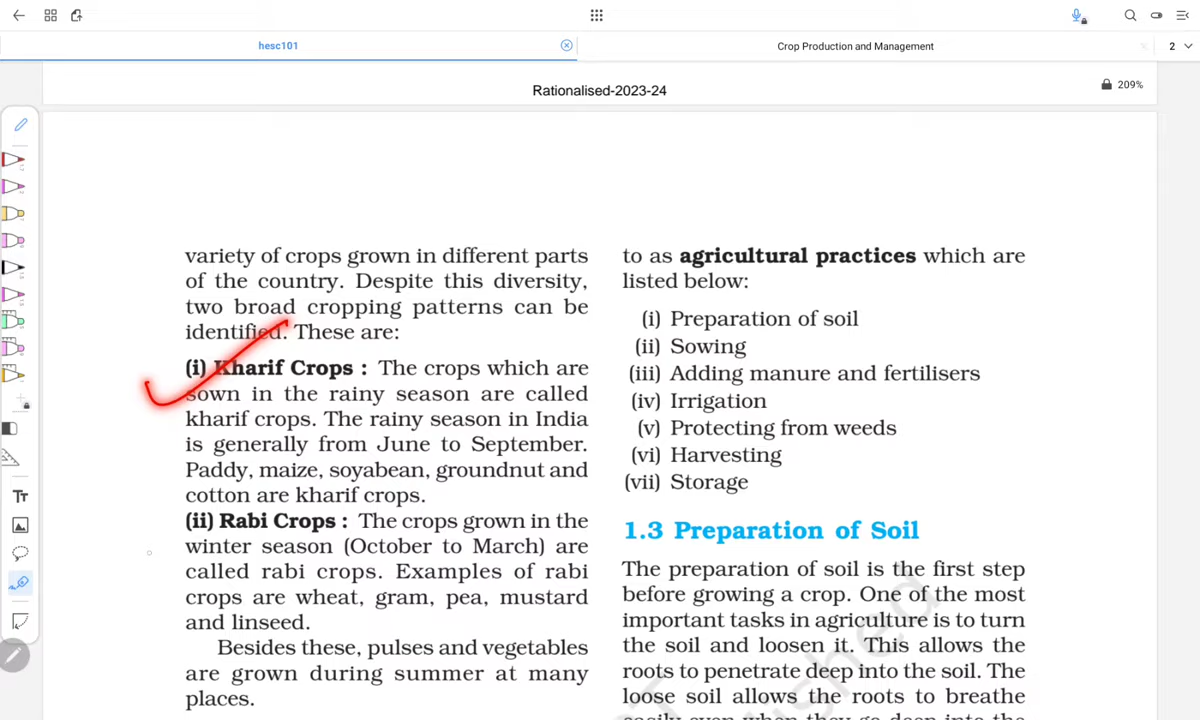 hesc101
Crop Production and Management
2
Rationalised-2023-24
209%
variety of crops grown in different parts
of the country. Despite this diversity,
two broad cropping patterns can be
identified. These are:
(i) Kharif Crops : The crops which are
sown in the rainy season are called
kharif crops. The rainy season in India
is generally from June to September.
Paddy, maize, soyabean, groundnut and
cotton are kharif crops.
(ii) Rabi Crops : The crops grown in the
winter season (October to March) are
called rabi crops. Examples of rabi
crops are wheat, gram, pea, mustard
and linseed.
Besides these, pulses and vegetables
are grown during summer at many
places.
to as agricultural practices which are
listed below:
(i) Preparation of soil
(ii) Sowing
(iii) Adding manure and fertilisers
(iv) Irrigation
(v) Protecting from weeds
(vi) Harvesting
(vii) Storage
1.3 Preparation of Soil
The preparation of soil is the first step
before growing a crop. One of the most
important tasks in agriculture is to turn
the soil and loosen it. This allows the
roots to penetrate deep into the soil. The
loose soil allows the roots to breathe
easily even when they go deep into the
Tт